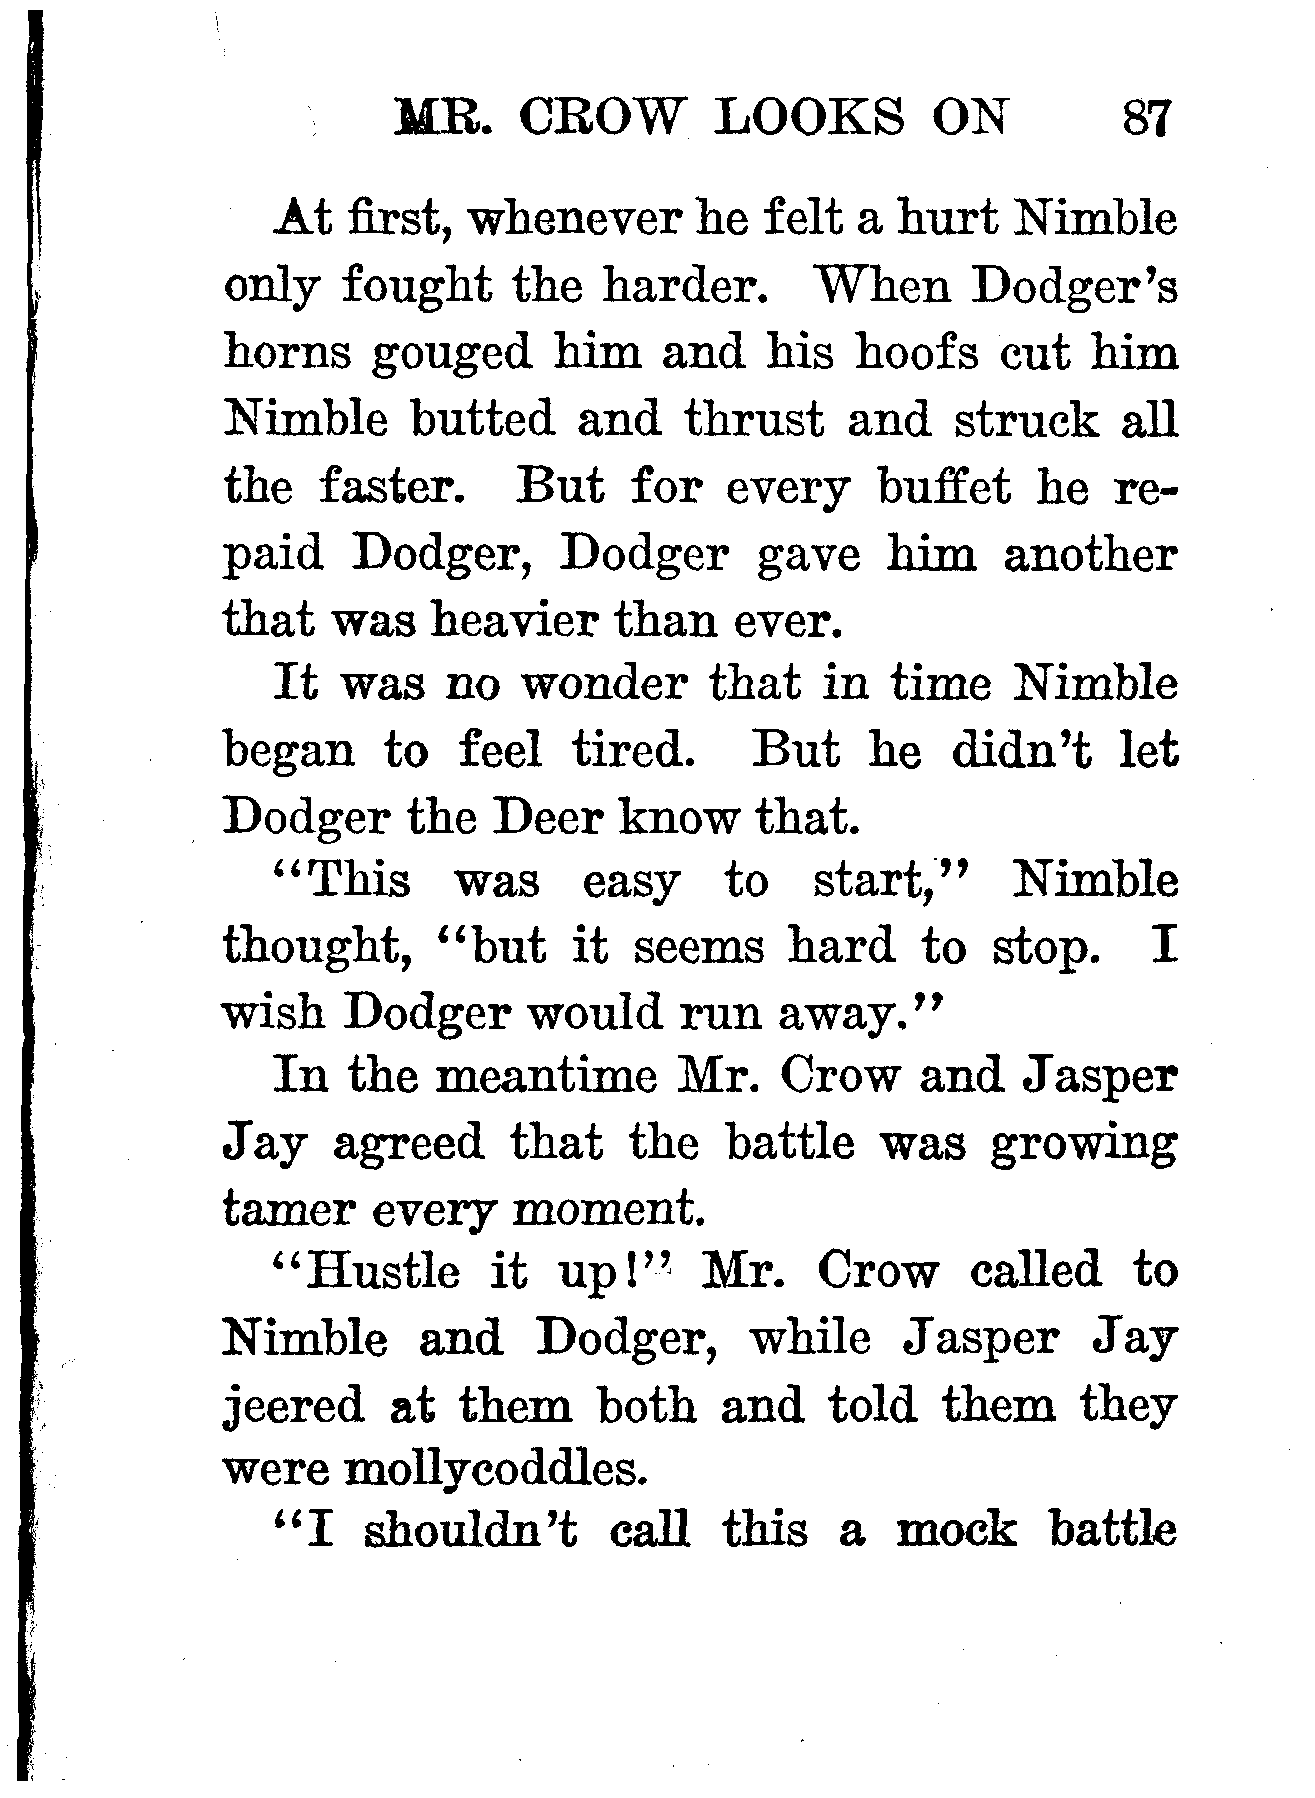 MR. CROW LOOKS ON 87
At first, whenever he felt a hurt Nimble
only fought the harder. When Dodger's
horns gouged him and his hoofs cut him
Nimble butted and thrust and struck all
the faster. But for every buffet he re-
paid Dodger, Dodger gave him another
that was heavier than ever.
It was no wonder that in time Nimble
began to feel tired. But he didn't let
Dodger the Deer know that.
"This was easy to start," Nimble
thought, "but it seems hard to stop. I
wish Dodger would run away."
In the meantime Mr. Crow and Jasper
Jay agreed that the battle was growing
tamer every moment.
"Hustle it up!" Mr. Crow called to
Nimble and Dodger, while Jasper Jay
jeered at them both and told them they
were mollycoddles.
"I shouldn't call this a mock battle